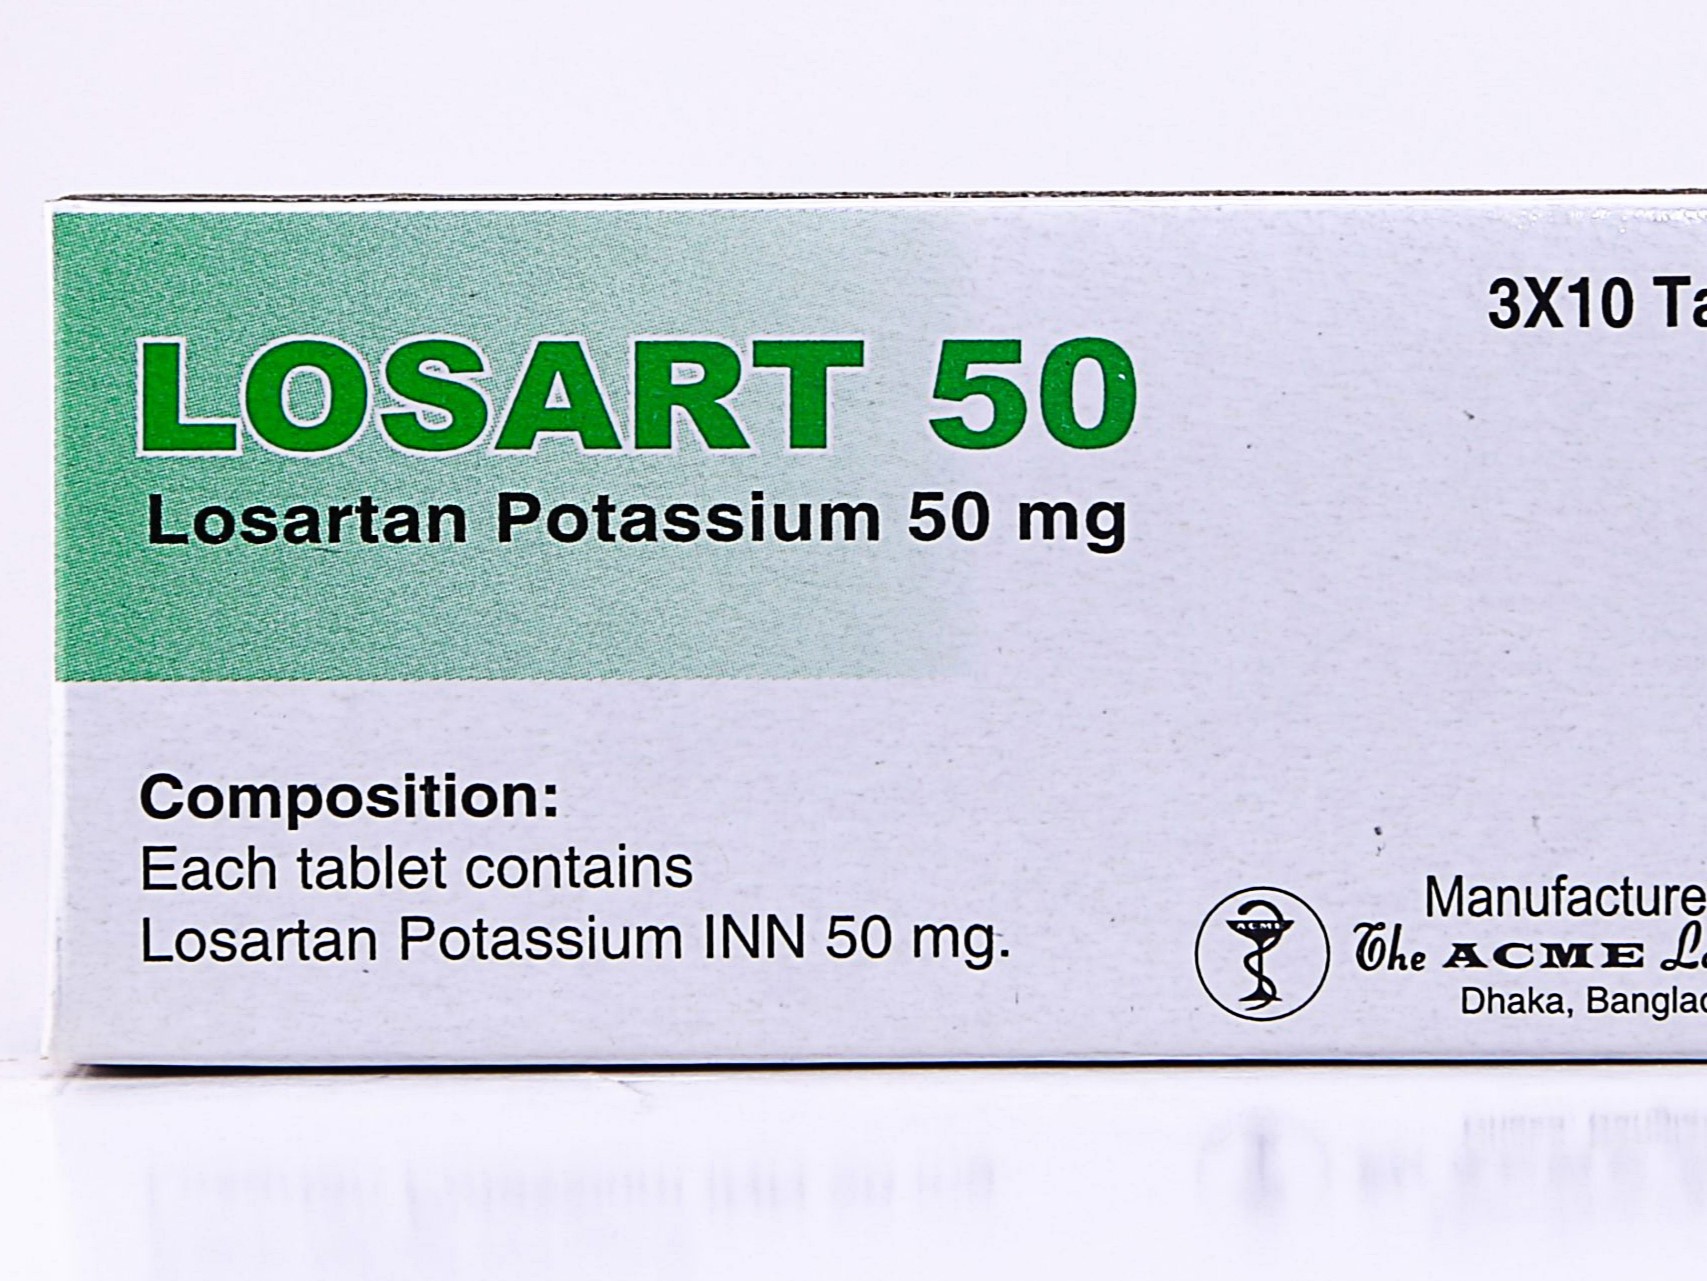 3X10 Ta
LOSART 50
Losartan Potassium 50 mg
Composition:
Each tablet contains
Losartan Potassium INN 50 mg.
ACME
Manufacture
The ACME La
Dhaka, Banglad